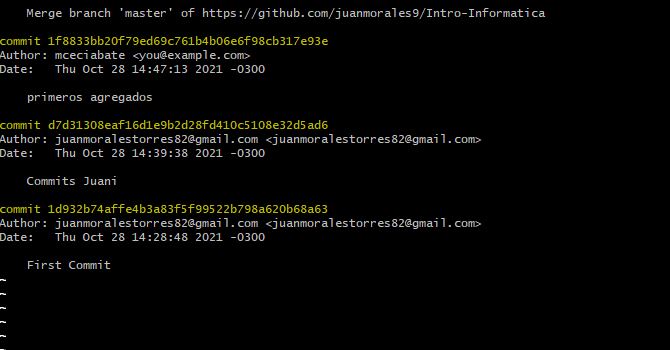 Merge branch 'master' of https://github.com/juanmorales9/Intro-Informatica
commit 1f8833bb20f79ed69c761b4b06e6f98cb317e93e
Author: mceciabate <you@example.com>
Date: Thu Oct 28 14:47:13 2021 -0300
primeros agregados
commit d7d31308eaf16d1e9b2d28fd410c5108e32d5ad6
Author: juanmoralestorres82@gmail.com <juanmoralestorres82@gmail.com>
Date: Thu Oct 28 14:39:38 2021 -0300
Commits Juani
commit 1d932b74affe4b3a83f5f99522b798a620b68a63
Author: juanmoralestorres82@gmail.com <juanmoralestorres82@gmail.com>
Date: Thu Oct 28 14:28:48 2021 -0300
First Commit
~
~
~
~
~
~